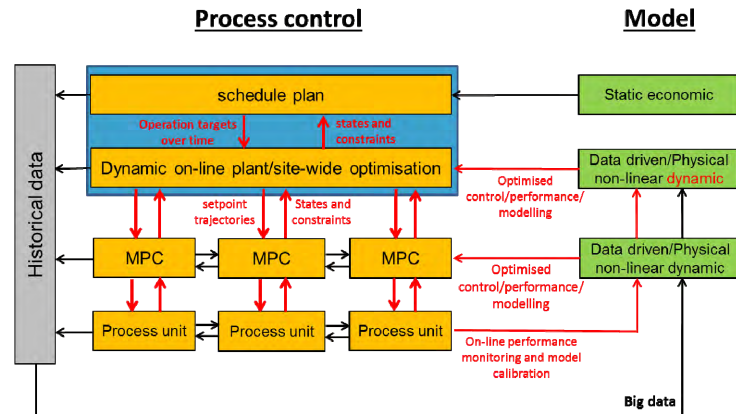 Process control
Model
Historical data
schedule plan
Static economic
Operation targets
over time
states and
constraints
Dynamic on-line plant/site-wide optimisation
Data driven/Physical
non-linear dynamic
Optimised
control/performance/
modelling
setpoint
trajectories
States and
constraints
MPC
MPC
MPC
Data driven/Physical
non-linear dynamic
Optimised
control/performance/
modelling
Process unit
Process unit
Process unit
On-line performance
monitoring and model
calibration
Big data